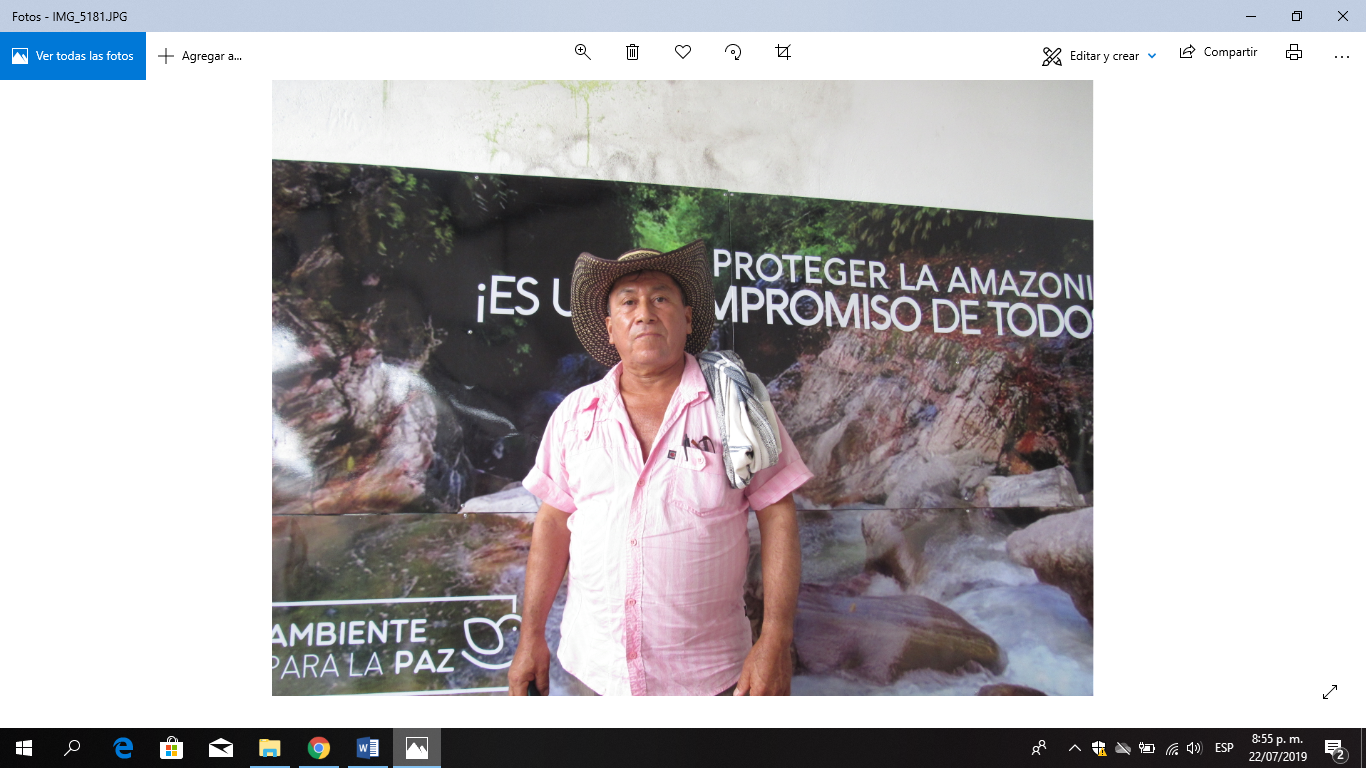 Fotos - IMG_5181.JPG
Ver todas las fotos
Agregar a...
Editar y crear
Compartir
PROTEGER LA AMAZONI
¡ES U MPROMISO DE TODO
AMBIENTE
PARA LA PAZ
ESP
8:55 p. m.
22/07/2019
2